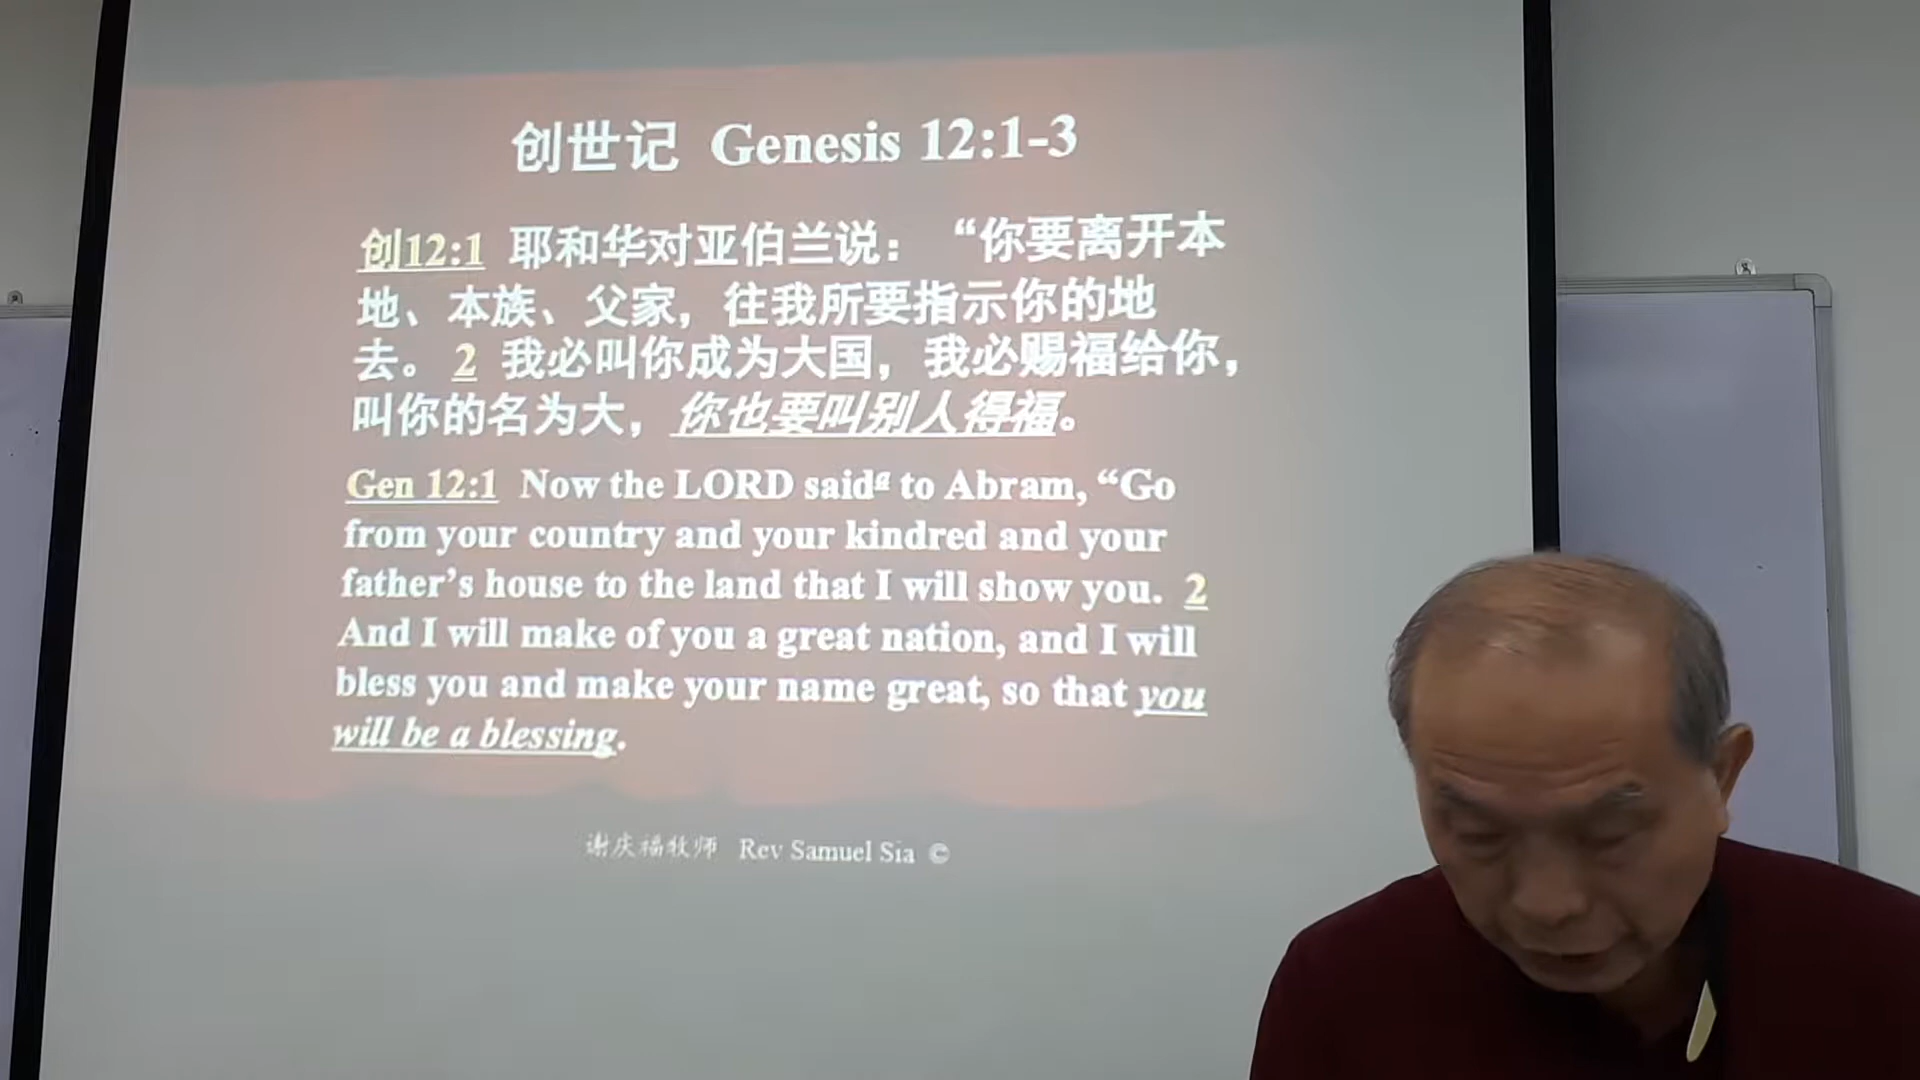 创世记 Genesis 12:1-3
创12:1 耶和华对亚伯兰说：“你要离开本
地、本族、父家，往我所要指示你的地
去。2 我必叫你成为大国，我必赐福给你，
叫你的名为大，你也要叫别人得福。
Gen 12:1 Now the LORD saidg to Abram, “Go
from your country and your kindred and your
father’s house to the land that I will show you. 2
And I will make of you a great nation, and I will
bless you and make your name great, so that you
will be a blessing.
谢庆福牧师 Rev Samuel Sia ©